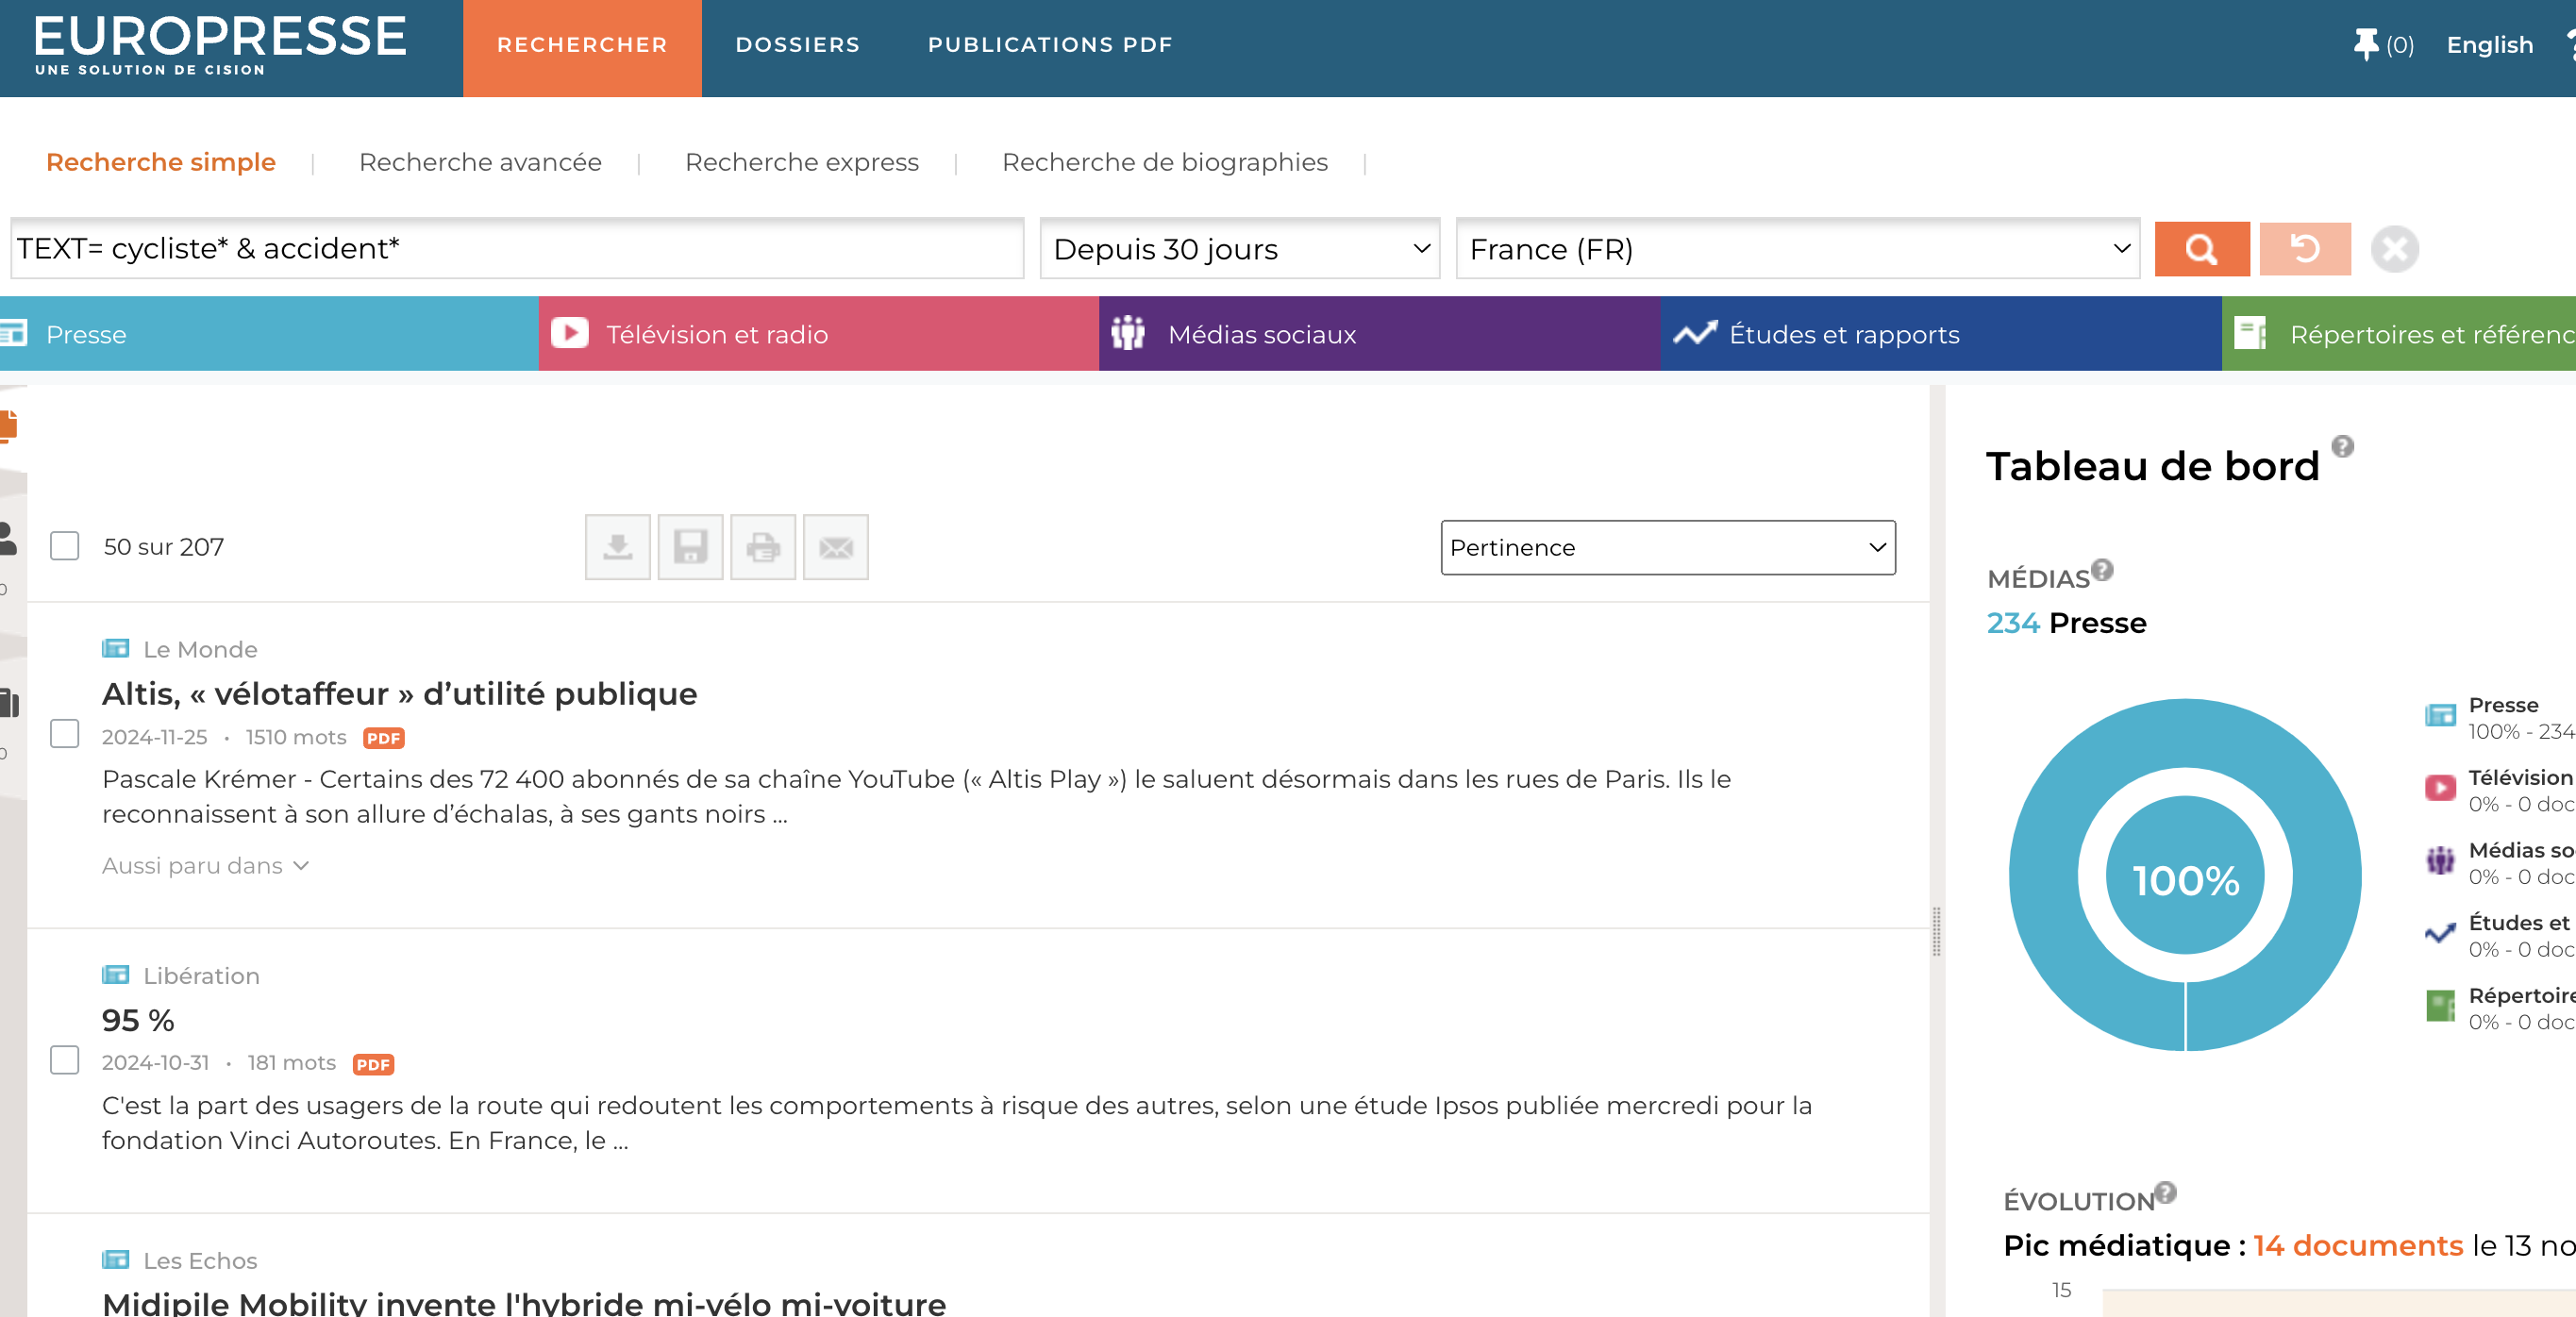 EUROPRESSE
UNE SOLUTION DE CISION
RECHERCHER
DOSSIERS
PUBLICATIONS PDF
(0)
English
Recherche simple
Recherche avancée
Recherche express
Recherche de biographies
TEXT= cycliste* & accident*
Depuis 30 jours
France (FR)
Presse
Télévision et radio
Médias sociaux
Études et rapports
Répertoires et référenc
50 sur 207
Pertinence
Le Monde
Altis, « vélotaffeur » d’utilité publique
2024-11-25 • 1510 mots PDF
Pascale Krémer - Certains des 72 400 abonnés de sa chaîne YouTube (« Altis Play ») le saluent désormais dans les rues de Paris. Ils le
reconnaissent à son allure d’échalas, à ses gants noirs ...
Aussi paru dans
Libération
95 %
2024-10-31 • 181 mots PDF
C'est la part des usagers de la route qui redoutent les comportements à risque des autres, selon une étude Ipsos publiée mercredi pour la
fondation Vinci Autoroutes. En France, le ...
Les Echos
Midipile Mobility invente l'hybride mi-vélo mi-voiture
Tableau de bord ?
MÉDIAS ?
234 Presse
100%
Presse
100% - 234
Télévision
0% - 0 doc
Médias so
0% - 0 doc
Études et
0% - 0 doc
Répertoire
0% - 0 doc
ÉVOLUTION ?
Pic médiatique : 14 documents le 13 no
15